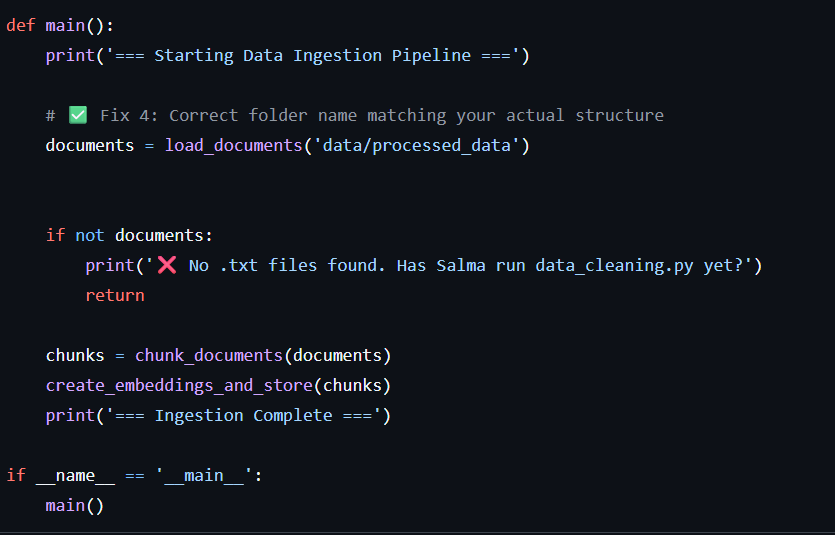 def main():
    print('=== Starting Data Ingestion Pipeline ===')
    # ✅ Fix 4: Correct folder name matching your actual structure
    documents = load_documents('data/processed_data')
    if not documents:
        print('❌ No .txt files found. Has Salma run data_cleaning.py yet?')
        return
    chunks = chunk_documents(documents)
    create_embeddings_and_store(chunks)
    print('=== Ingestion Complete ===')
if __name__ == '__main__':
    main()